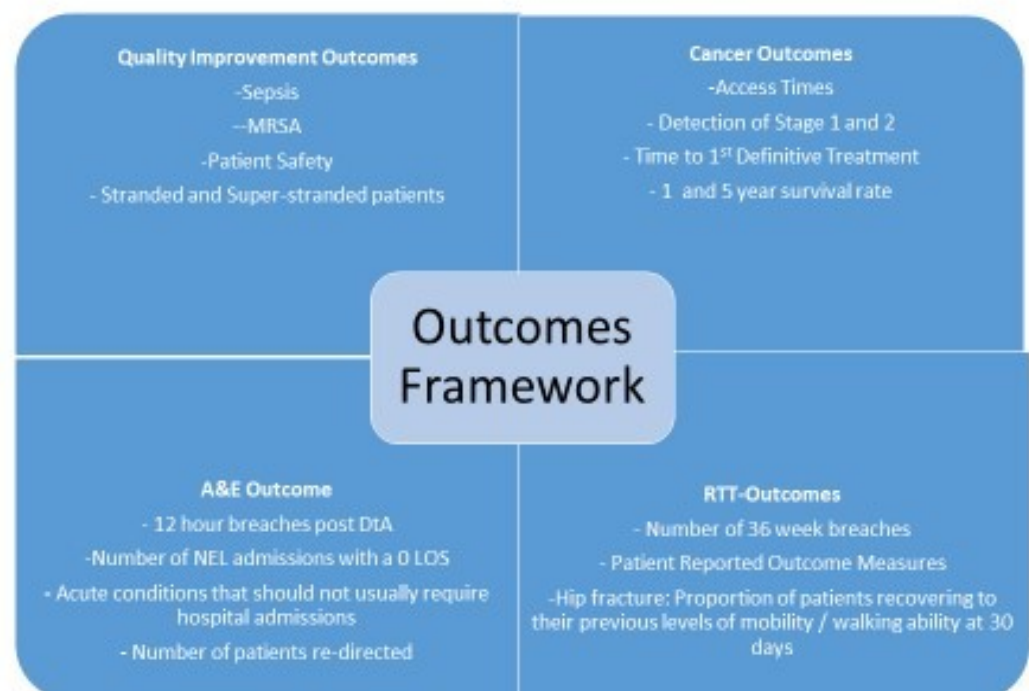 Quality Improvement Outcomes
-Sepsis
--MRSA
-Patient Safety
- Stranded and Super-stranded patients
Cancer Outcomes
-Access Times
- Detection of Stage 1 and 2
- Time to 1st Definitive Treatment
- 1 and 5 year survival rate
Outcomes
Framework
A&E Outcome
- 12 hour breaches post DtA
-Number of NEL admissions with a 0 LOS
- Acute conditions that should not usually require
hospital admissions
- Number of patients re-directed
RTT-Outcomes
- Number of 36 week breaches
- Patient Reported Outcome Measures
-Hip fracture: Proportion of patients recovering to
their previous levels of mobility / walking ability at 30
days